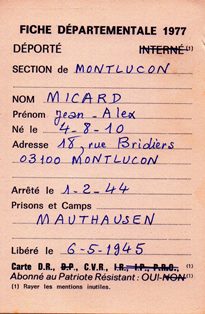 FICHE DÉPARTEMENTALE 1977
DÉPORTÉ INTERNÉ (1)
SECTION de MONTLUCON
NOM MICARD
Prénom Jean-Alex
Né le 4-8-10
Adresse 18, rue Bridiers
03100 MONTLUCON
Arrêté le 1-2-44
Prisons et Camps
MAUTHAUSEN
Libéré le 6-5-1945
Carte D.R., D.P., C.V.R., I.R., I.P., P.R.O., (1)
Abonné au Patriote Résistant : OUI-NON (1)
(1) Rayer les mentions inutiles.